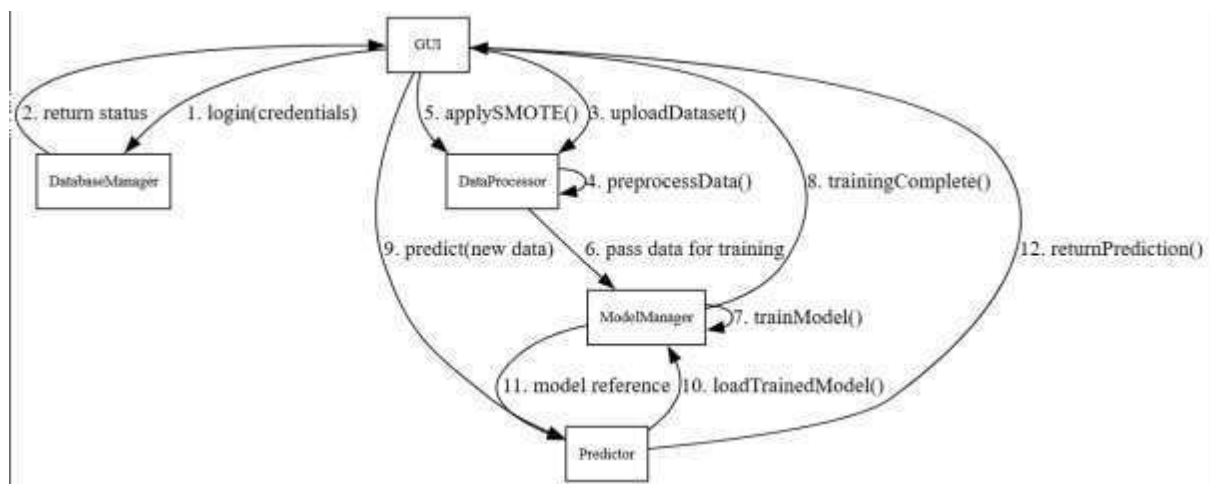 GUI
2. return status
1. login(credentials)
5. applySMOTE()
3. uploadDataset()
DatabaseManager
DataProcessor
4. preprocessData()
8. trainingComplete()
9. predict(new data)
6. pass data for training
12. returnPrediction()
ModelManager
7. trainModel()
11. model reference
10. loadTrainedModel()
Predictor